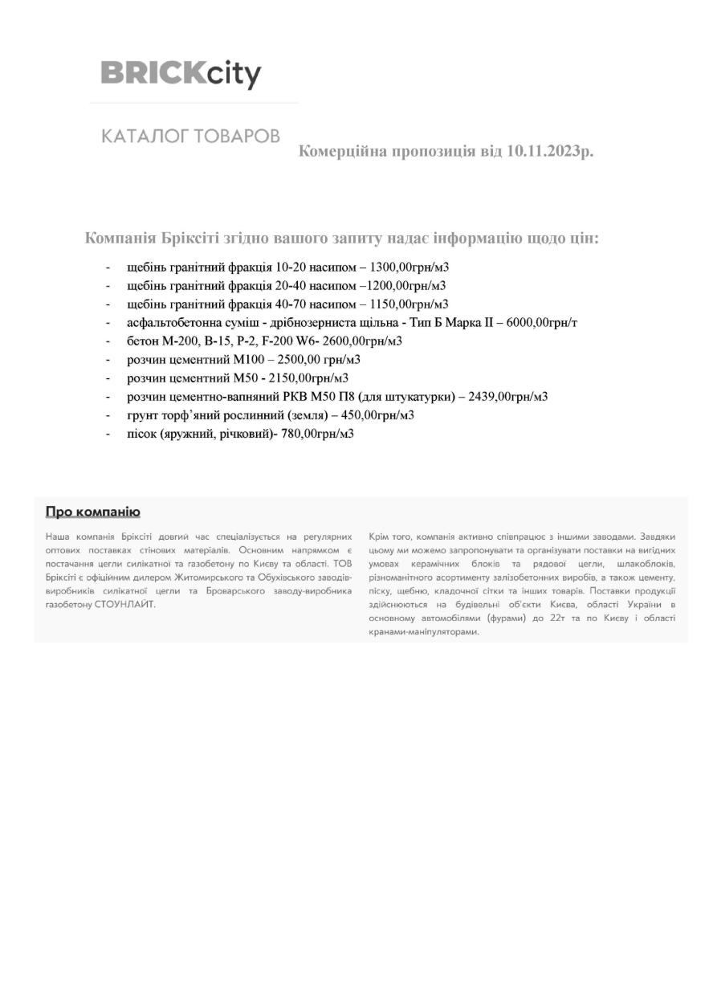 BRICKcity
КАТАЛОГ ТОВАРОВ
Комерційна пропозиція від 10.11.2023р.
Компанія Бріксіті згідно вашого запиту надає інформацію щодо цін:
- щебінь гранітний фракція 10-20 насипом – 1300,00грн/м3
- щебінь гранітний фракція 20-40 насипом –1200,00грн/м3
- щебінь гранітний фракція 40-70 насипом – 1150,00грн/м3
- асфальтобетонна суміш - дрібнозерниста щільна - Тип Б Марка ІІ – 6000,00грн/т
- бетон М-200, В-15, Р-2, F-200 W6- 2600,00грн/м3
- розчин цементний М100 – 2500,00 грн/м3
- розчин цементний М50 - 2150,00грн/м3
- розчин цементно-вапняний РКВ М50 П8 (для штукатурки) – 2439,00грн/м3
- грунт торф’яний рослинний (земля) – 450,00грн/м3
- пісок (яружний, річковий)- 780,00грн/м3
Про компанію
Наша компанія Бріксіті довгий час спеціалізується на регулярних
оптових поставках стінових матеріалів. Основним напрямком є
постачання цегли силікатної та газобетону по Києву та області. ТОВ
Бріксіті є офіційним дилером Житомирського та Обухівського заводів-
виробників силікатної цегли та Броварського заводу-виробника
газобетону СТОУНЛАЙТ.
Крім того, компанія активно співпрацює з іншими заводами. Завдяки
цьому ми можемо запропонувати та організувати поставки на вигідних
умовах керамічних блоків та рядової цегли, шлакоблоків,
різноманітного асортименту залізобетонних виробів, а також цементу,
піску, щебню, кладочної сітки та інших товарів. Поставки продукції
здійснюються на будівельні об’єкти Києва, області України в
основному автомобілями (фурами) до 22т та по Києву і області
кранами-маніпуляторами.